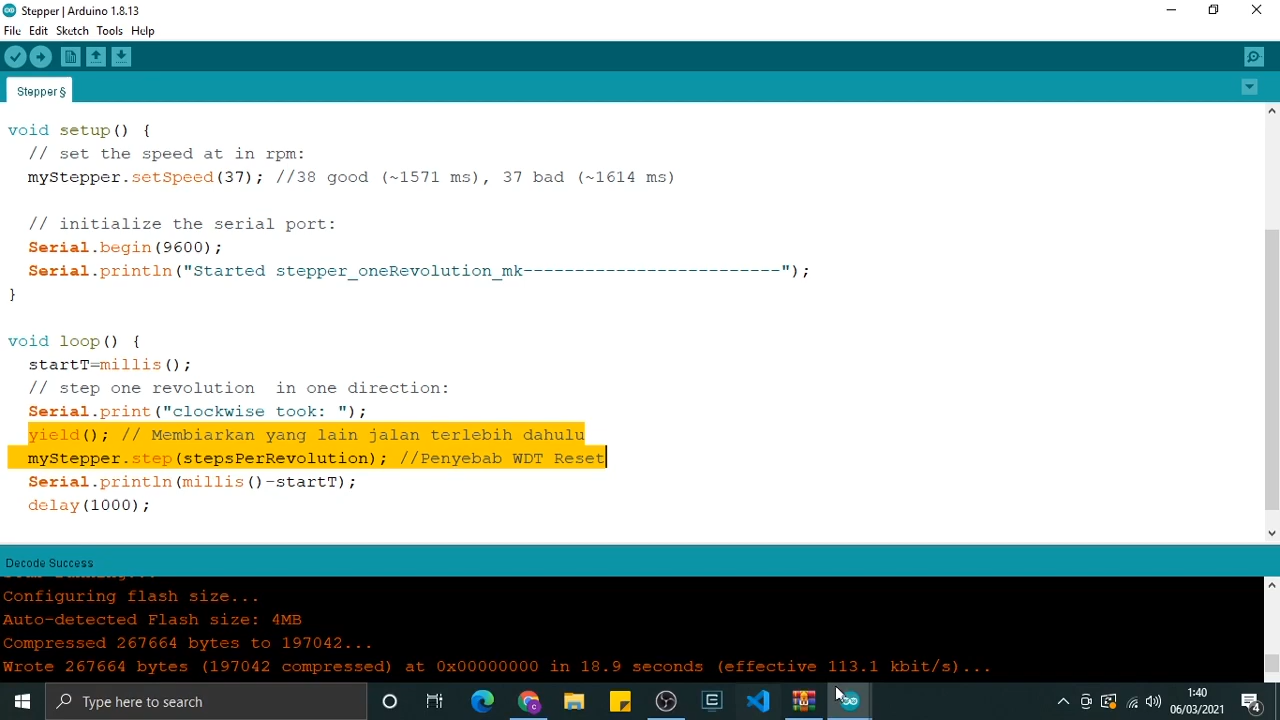 Stepper | Arduino 1.8.13
File Edit Sketch Tools Help
Stepper §
void setup() {
// set the speed at in rpm:
myStepper.setSpeed(37); //38 good (~1571 ms), 37 bad (~1614 ms)
// initialize the serial port:
Serial.begin(9600);
Serial.println("Started stepper_oneRevolution_mk-------------------------");
}
void loop() {
startT=millis();
// step one revolution  in one direction:
Serial.print("clockwise took: ");
yield(); // Membiarkan yang lain jalan terlebih dahulu
myStepper.step(stepsPerRevolution); //Penyebab WDT Reset
Serial.println(millis()-startT);
delay(1000);
Decode Success
Configuring flash size...
Auto-detected Flash size: 4MB
Compressed 267664 bytes to 197042...
Wrote 267664 bytes (197042 compressed) at 0x00000000 in 18.9 seconds (effective 113.1 kbit/s)...
Type here to search
1:40
06/03/2021
4